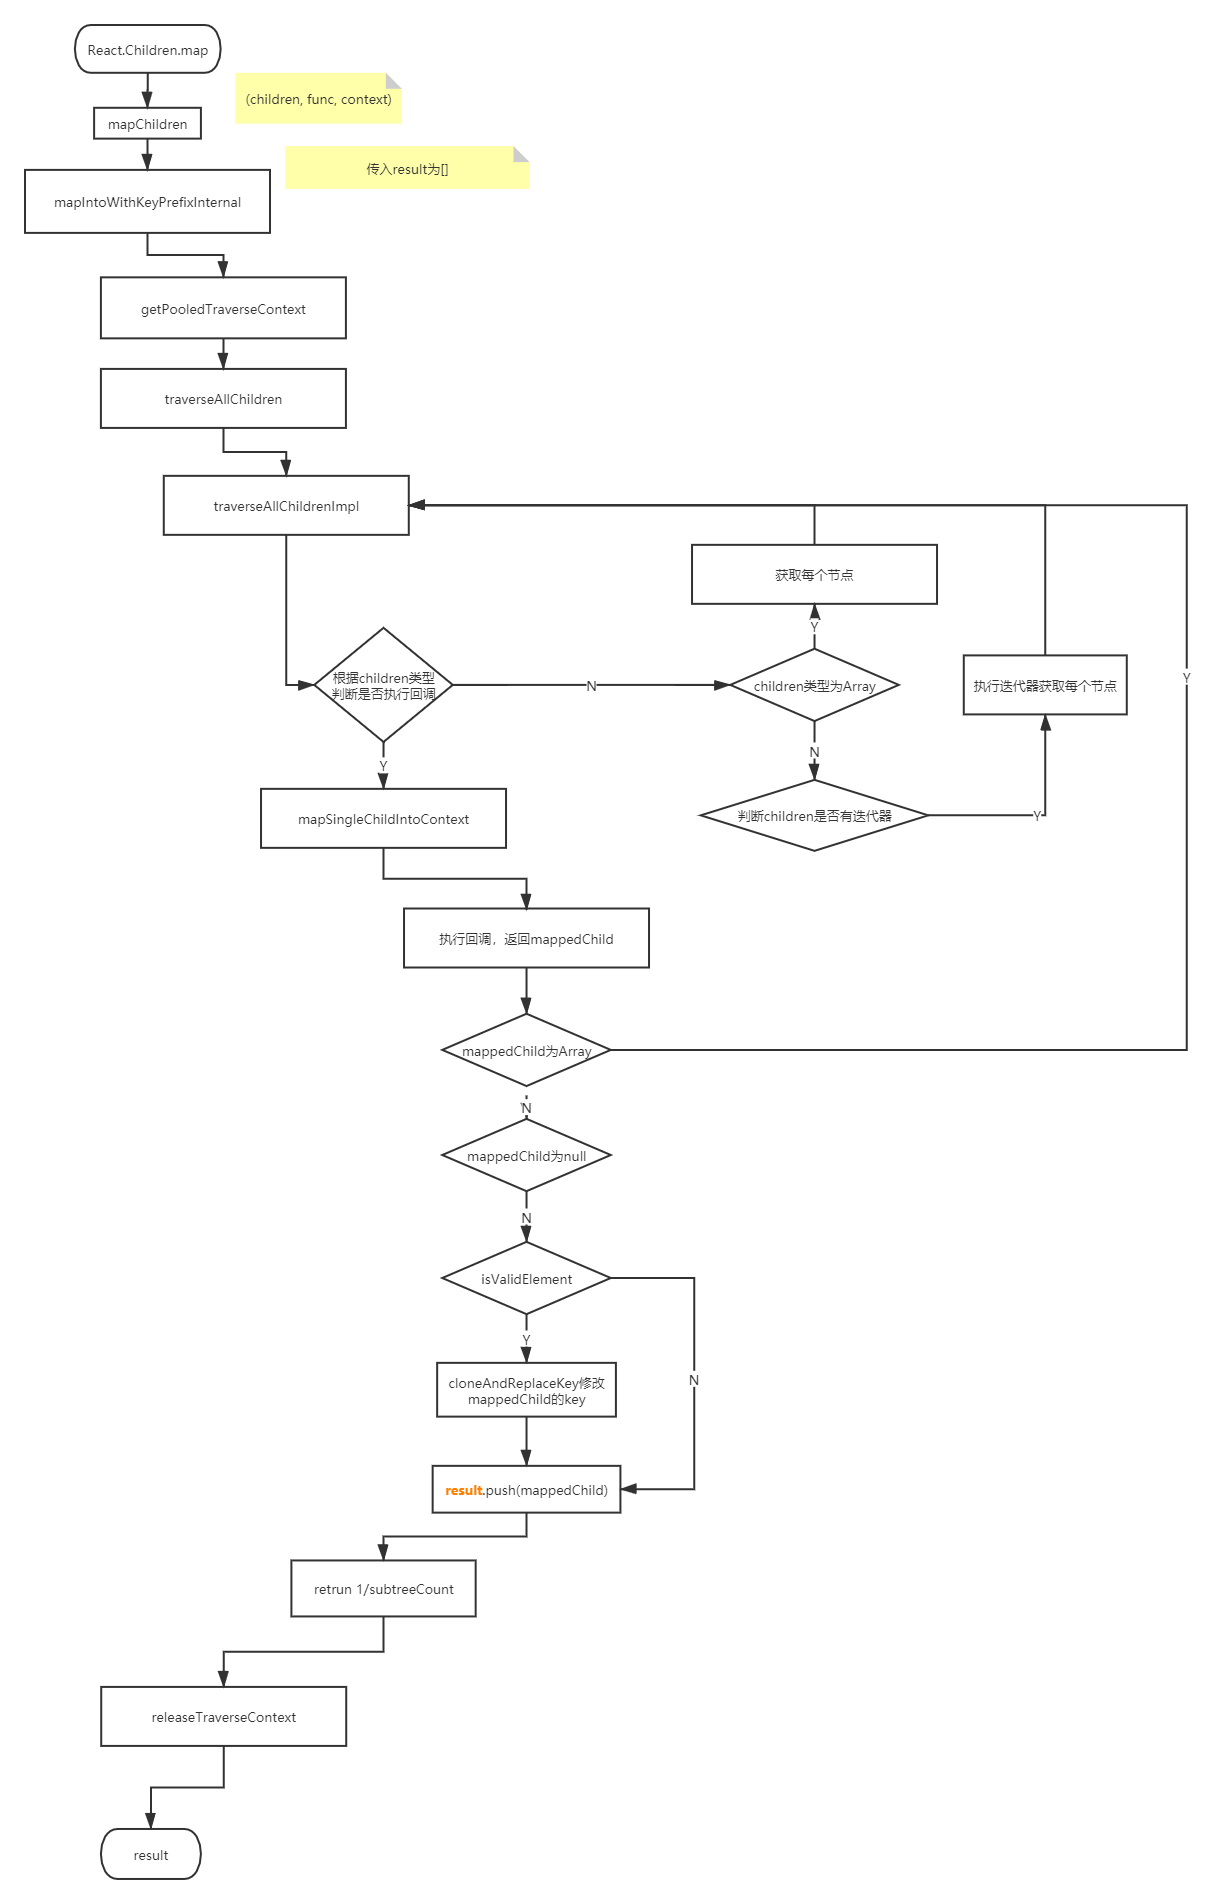 React.Children.map
(children, func, context)
mapChildren
传入result为[]
mapIntoWithKeyPrefixInternal
getPooledTraverseContext
traverseAllChildren
traverseAllChildrenImpl
获取每个节点
Y
根据children类型
判断是否执行回调
N
children类型为Array
执行迭代器获取每个节点
Y
N
Y
mapSingleChildIntoContext
判断children是否有迭代器
Y
执行回调，返回mappedChild
mappedChild为Array
N
mappedChild为null
N
isValidElement
Y
N
cloneAndReplaceKey修改
mappedChild的key
result.push(mappedChild)
retrun 1/subtreeCount
releaseTraverseContext
result